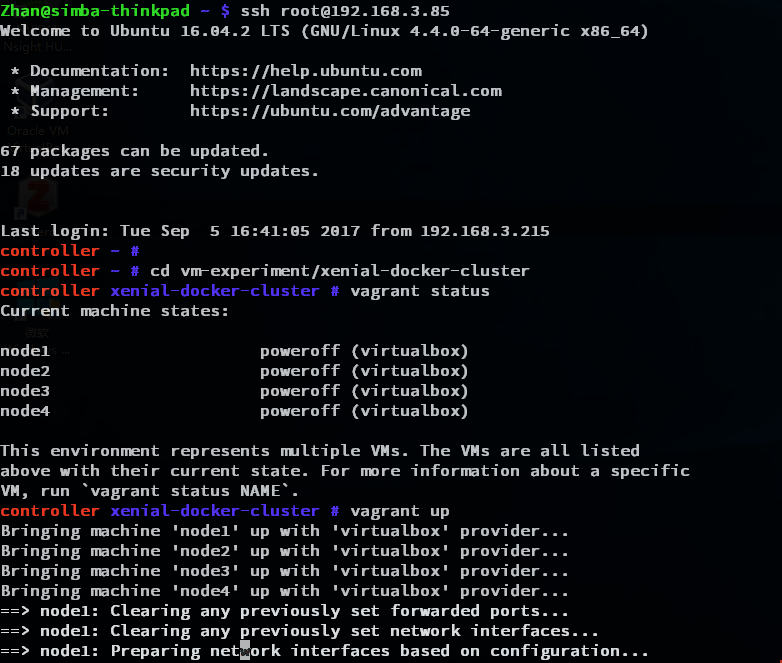 Zhan@simba-thinkpad ~ $ ssh root@192.168.3.85
Welcome to Ubuntu 16.04.2 LTS (GNU/Linux 4.4.0-64-generic x86_64)
Nsight HU...
* Documentation:  https://help.ubuntu.com
* Management:     https://landscape.canonical.com
* Support:        https://ubuntu.com/advantage
Oracle VM
67 packages can be updated.
18 updates are security updates.
Last login: Tue Sep  5 16:41:05 2017 from 192.168.3.215
controller ~ #
controller ~ # cd vm-experiment/xenial-docker-cluster
controller xenial-docker-cluster # vagrant status
Current machine states:
node1                     poweroff (virtualbox)
node2                     poweroff (virtualbox)
node3                     poweroff (virtualbox)
node4                     poweroff (virtualbox)
This environment represents multiple VMs. The VMs are all listed
above with their current state. For more information about a specific
VM, run `vagrant status NAME`.
controller xenial-docker-cluster # vagrant up
Bringing machine 'node1' up with 'virtualbox' provider...
Bringing machine 'node2' up with 'virtualbox' provider...
Bringing machine 'node3' up with 'virtualbox' provider...
Bringing machine 'node4' up with 'virtualbox' provider...
==> node1: Clearing any previously set forwarded ports...
==> node1: Clearing any previously set network interfaces...
==> node1: Preparing network interfaces based on configuration...